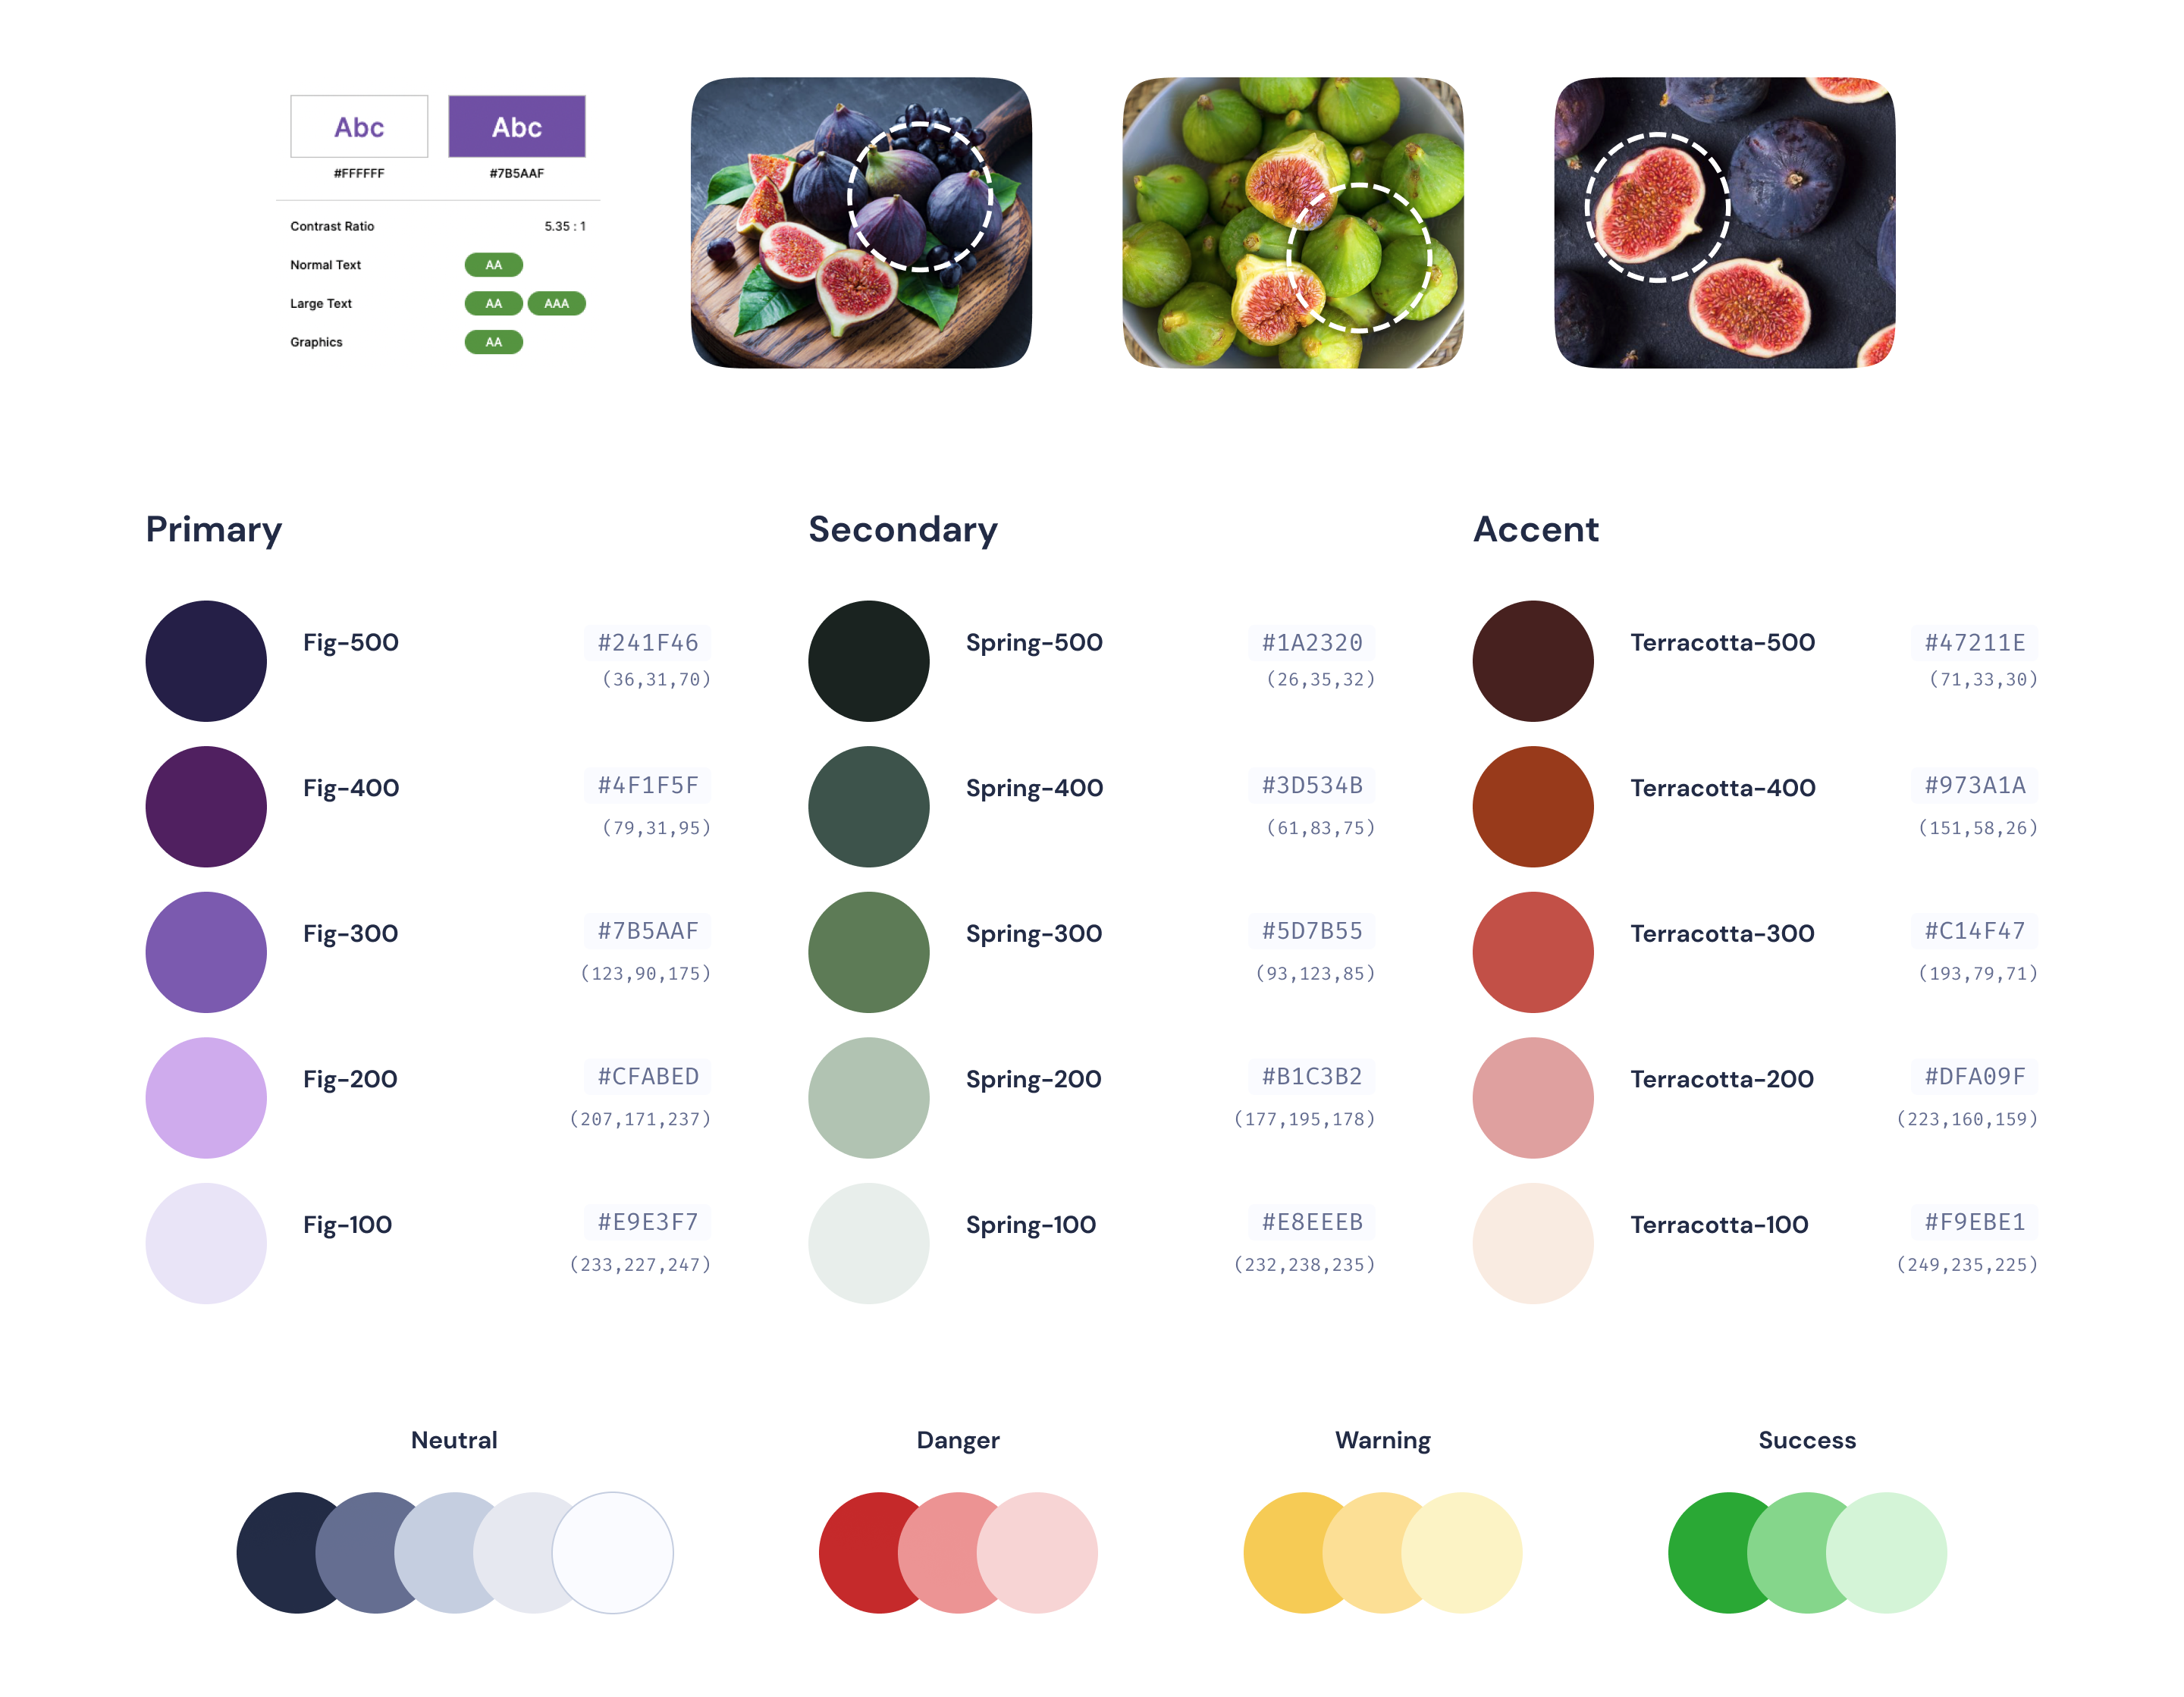 Abc
Abc
#FFFFFF
#7B5AAF
Contrast Ratio
5.35 : 1
Normal Text
AA
Large Text
AA
AAA
Graphics
AA
Primary
Fig-500
#241F46
(36,31,70)
Fig-400
#4F1F5F
(79,31,95)
Fig-300
#7B5AAF
(123,90,175)
Fig-200
#CFABED
(207,171,237)
Fig-100
#E9E3F7
(233,227,247)
Secondary
Spring-500
#1A2320
(26,35,32)
Spring-400
#3D534B
(61,83,75)
Spring-300
#5D7B55
(93,123,85)
Spring-200
#B1C3B2
(177,195,178)
Spring-100
#E8EEEB
(232,238,235)
Accent
Terracotta-500
#47211E
(71,33,30)
Terracotta-400
#973A1A
(151,58,26)
Terracotta-300
#C14F47
(193,79,71)
Terracotta-200
#DFA09F
(223,160,159)
Terracotta-100
#F9EBE1
(249,235,225)
Neutral
Danger
Warning
Success